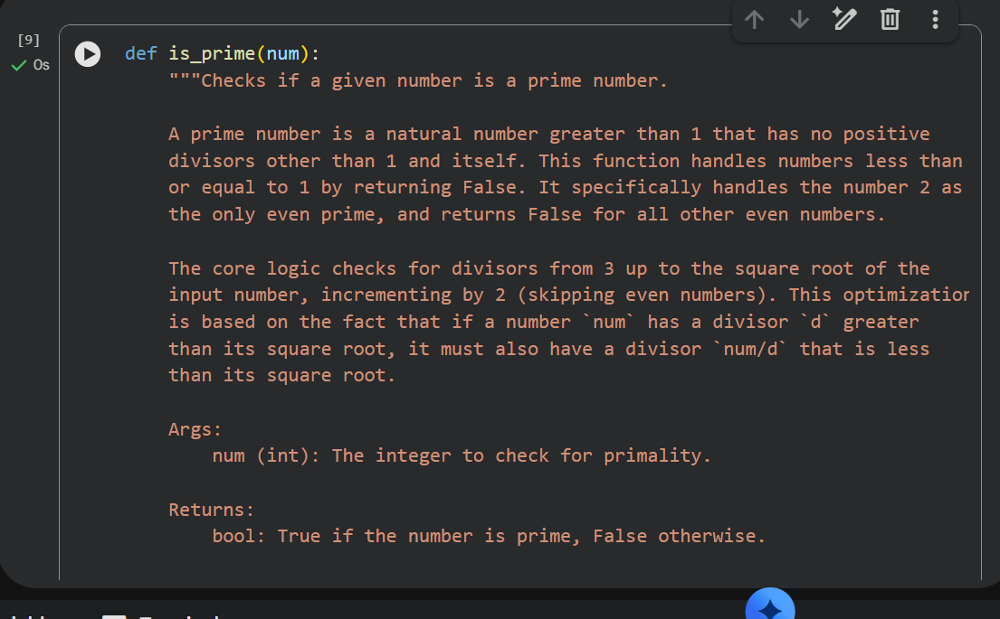 [9]
0s
def is_prime(num):
"""Checks if a given number is a prime number.
A prime number is a natural number greater than 1 that has no positive
divisors other than 1 and itself. This function handles numbers less than
or equal to 1 by returning False. It specifically handles the number 2 as
the only even prime, and returns False for all other even numbers.
The core logic checks for divisors from 3 up to the square root of the
input number, incrementing by 2 (skipping even numbers). This optimization
is based on the fact that if a number `num` has a divisor `d` greater
than its square root, it must also have a divisor `num/d` that is less
than its square root.
Args:
num (int): The integer to check for primality.
Returns:
bool: True if the number is prime, False otherwise.